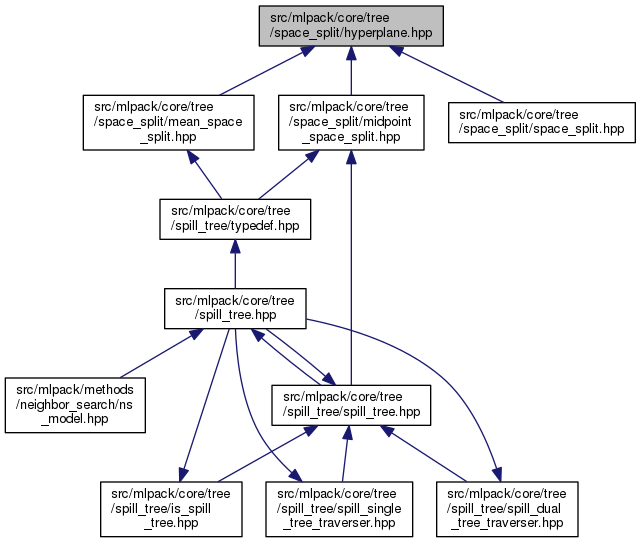 src/mlpack/core/tree
/space_split/hyperplane.hpp
src/mlpack/core/tree
/space_split/mean_space
_split.hpp
src/mlpack/core/tree
/space_split/midpoint
_space_split.hpp
src/mlpack/core/tree
/space_split/space_split.hpp
src/mlpack/core/tree
/spill_tree/typedef.hpp
src/mlpack/core/tree
/spill_tree.hpp
src/mlpack/methods
/neighbor_search/ns
_model.hpp
src/mlpack/core/tree
/spill_tree/spill_tree.hpp
src/mlpack/core/tree
/spill_tree/is_spill
_tree.hpp
src/mlpack/core/tree
/spill_tree/spill_single
_tree_traverser.hpp
src/mlpack/core/tree
/spill_tree/spill_dual
_tree_traverser.hpp